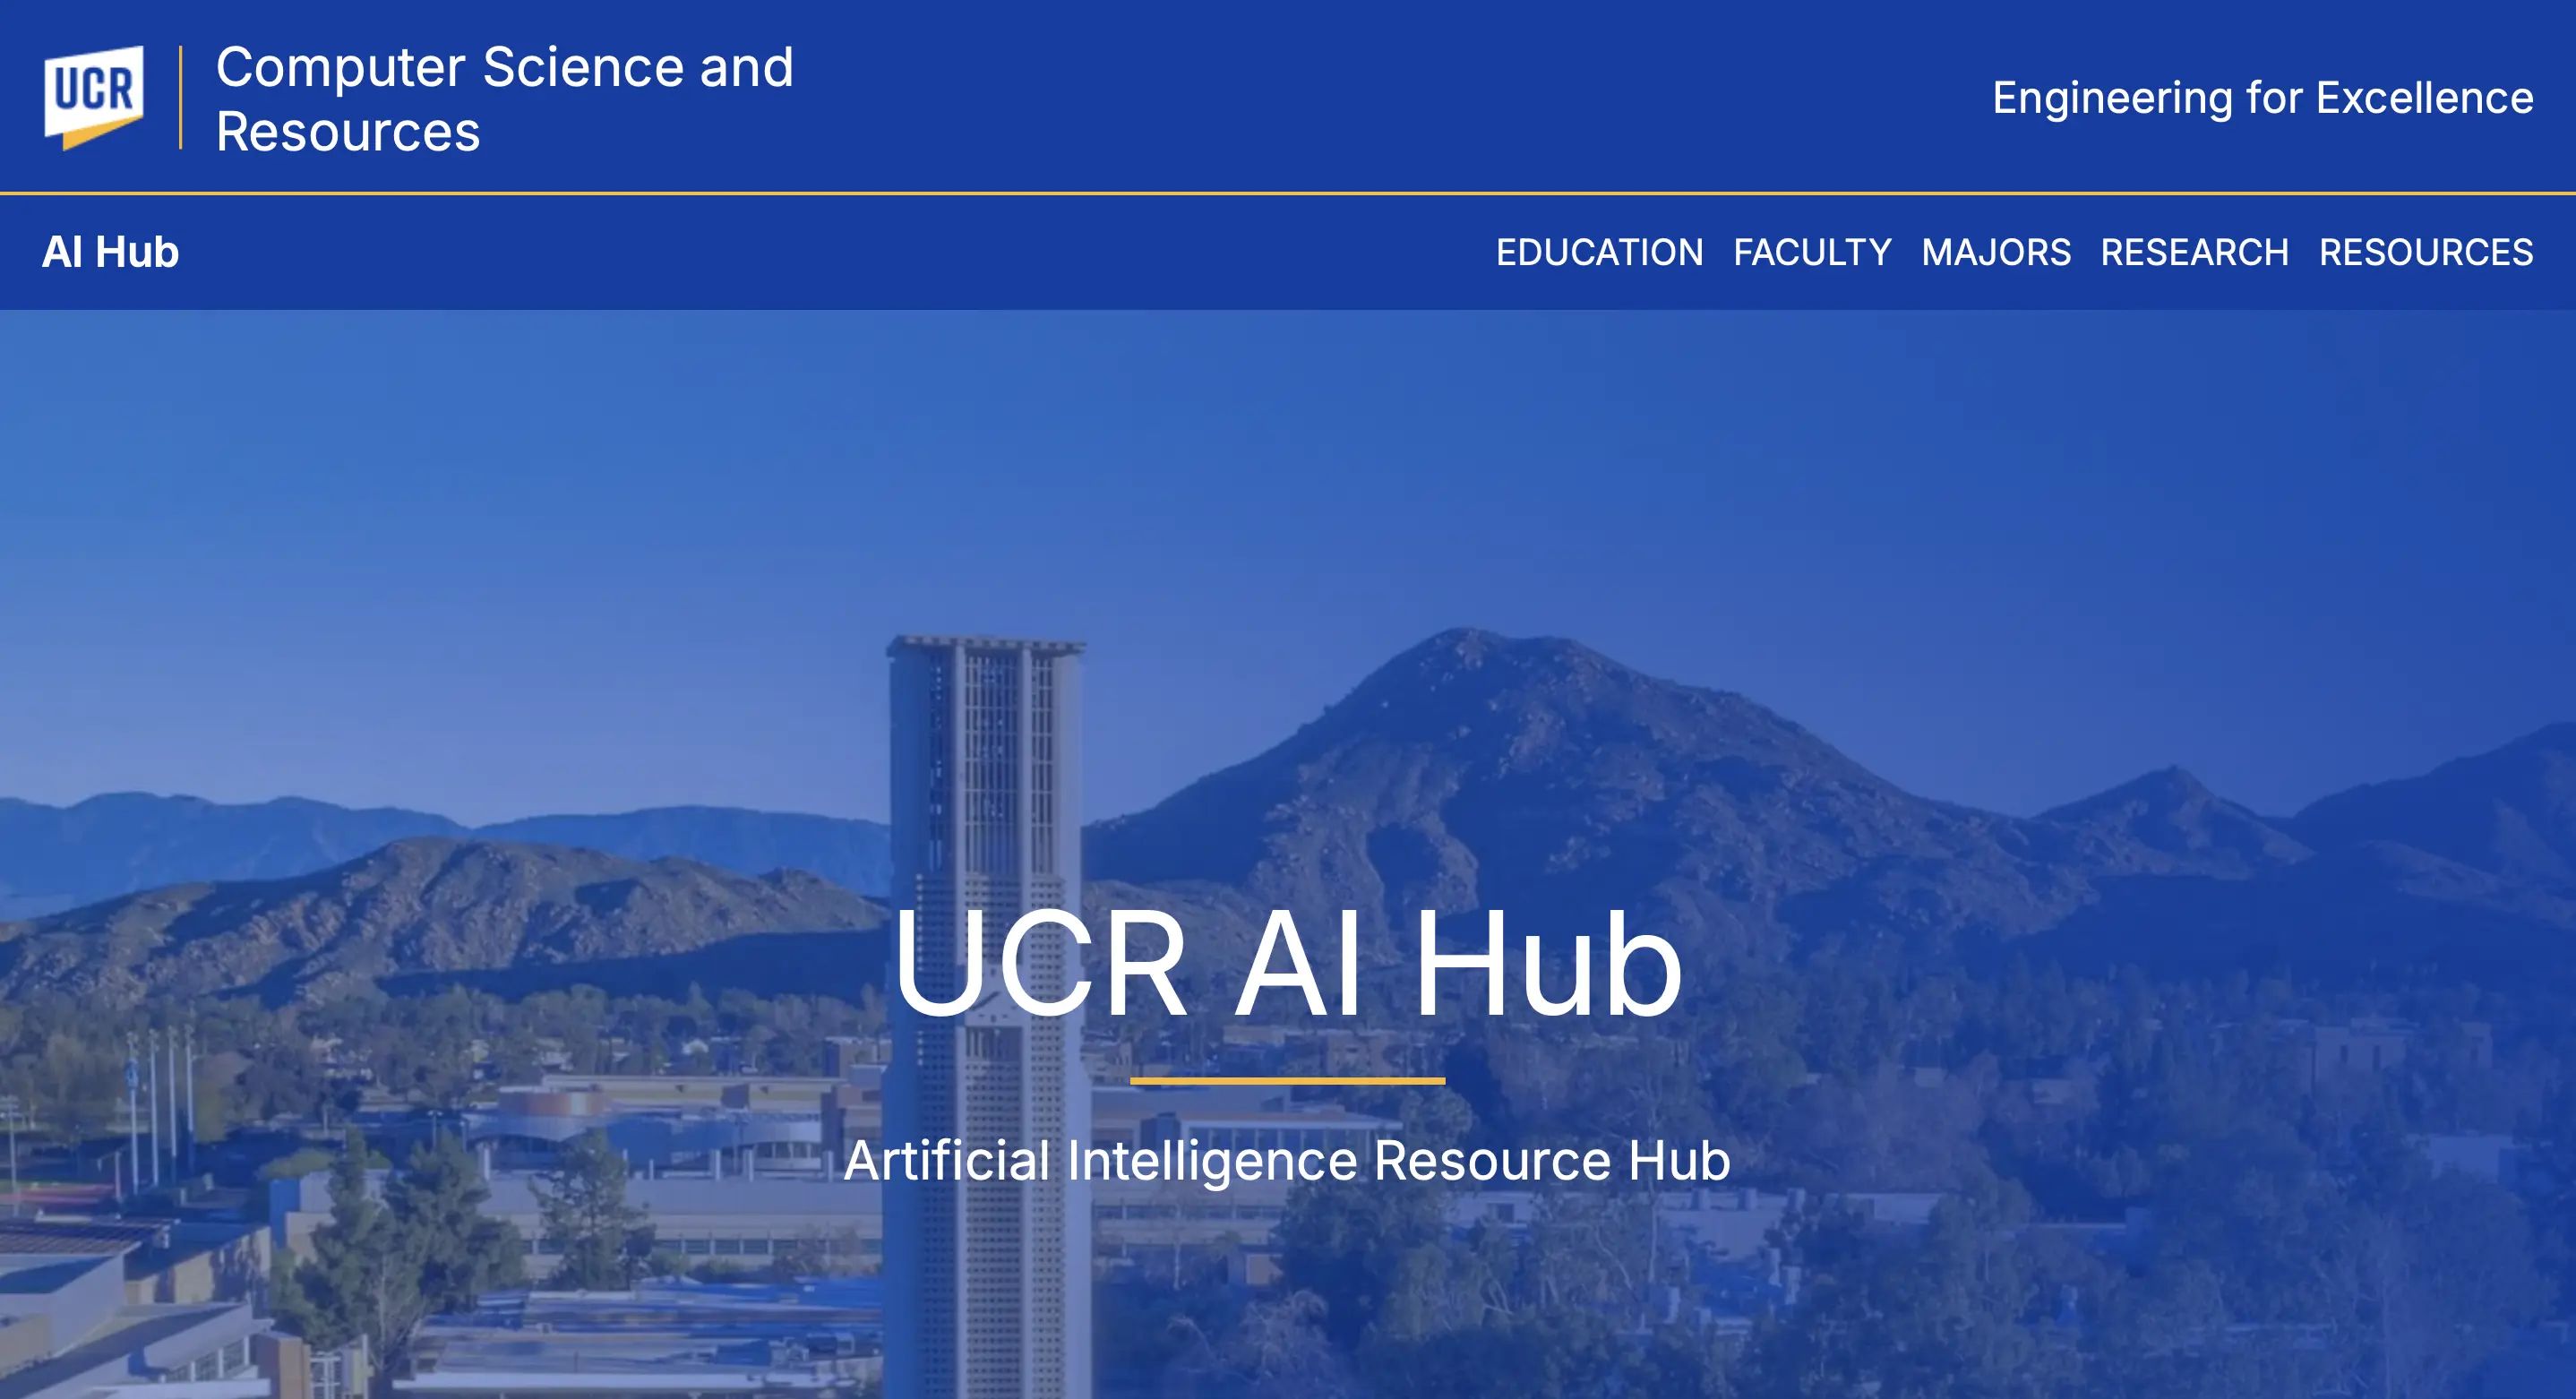 UCR
Computer Science and
Resources
Engineering for Excellence
AI Hub
EDUCATION FACULTY MAJORS RESEARCH RESOURCES
UCR AI Hub
Artificial Intelligence Resource Hub